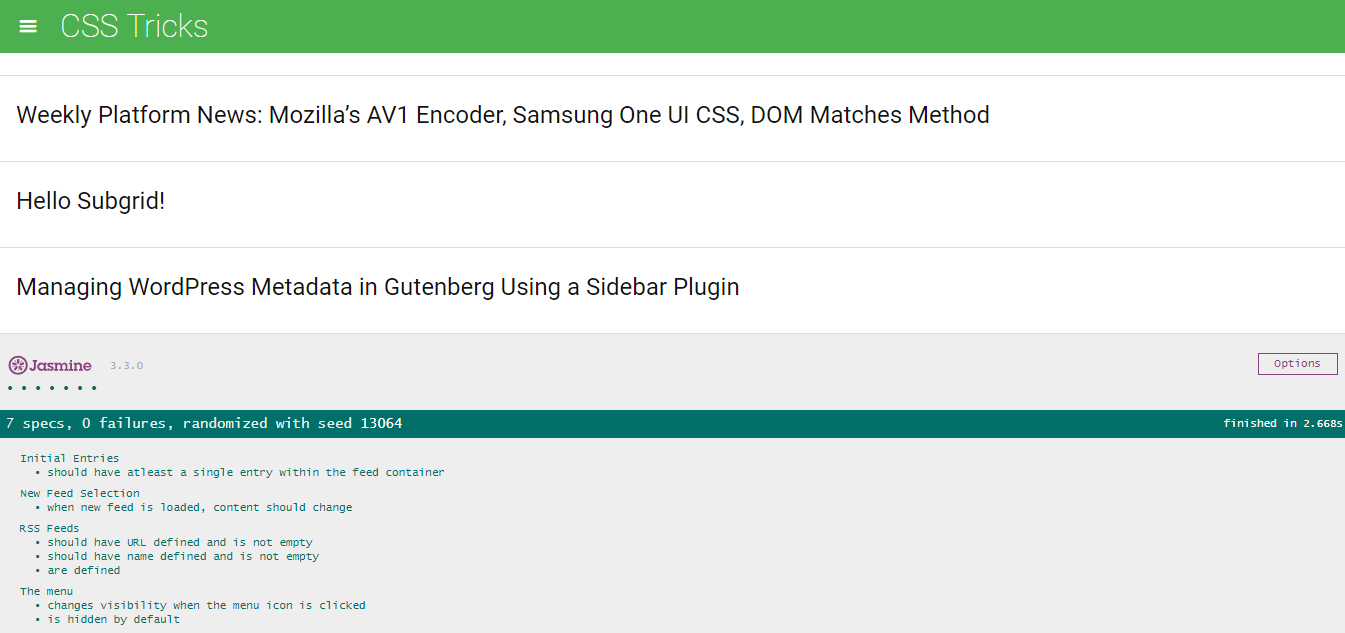 CSS Tricks
Weekly Platform News: Mozilla’s AV1 Encoder, Samsung One UI CSS, DOM Matches Method
Hello Subgrid!
Managing WordPress Metadata in Gutenberg Using a Sidebar Plugin
Jasmine 3.3.0 Options
• • • • • • •
7 specs, 0 failures, randomized with seed 13064 finished in 2.668s
Initial Entries
• should have atleast a single entry within the feed container
New Feed Selection
• when new feed is loaded, content should change
RSS Feeds
• should have URL defined and is not empty
• should have name defined and is not empty
• are defined
The menu
• changes visibility when the menu icon is clicked
• is hidden by default